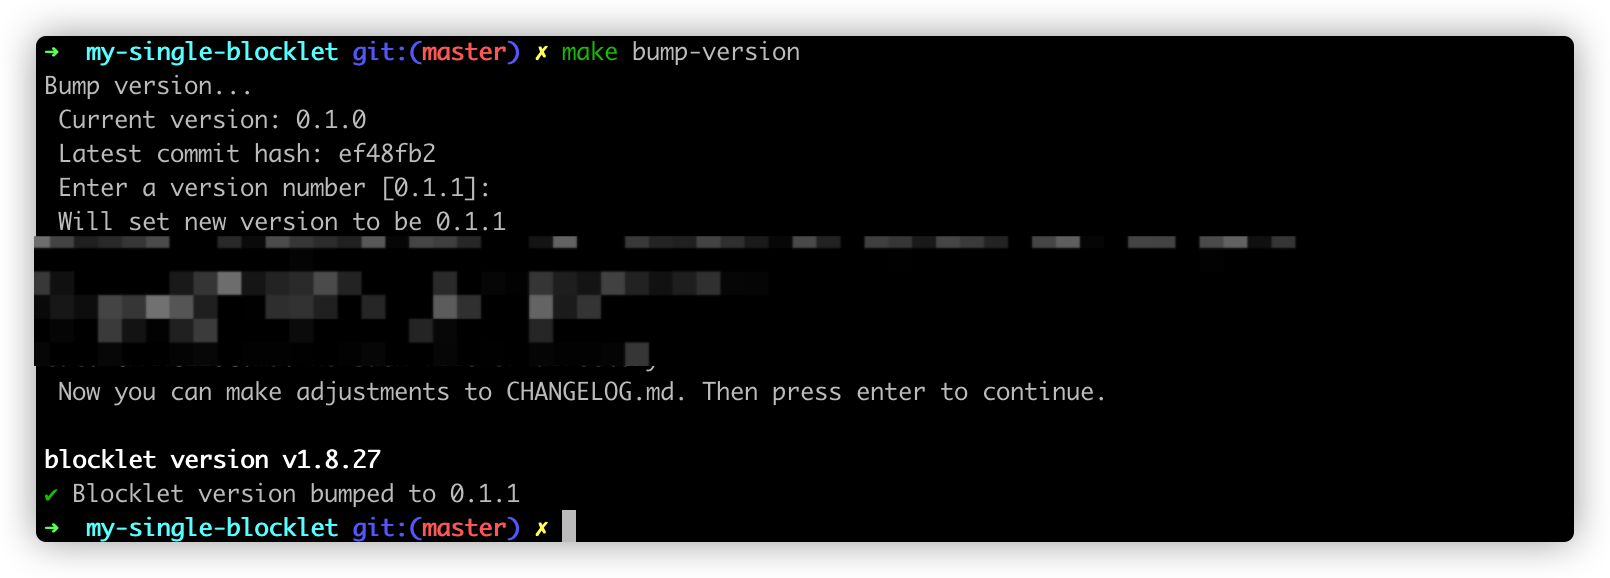 ➜ my-single-blocklet git:(master) ✗ make bump-version
Bump version...
Current version: 0.1.0
Latest commit hash: ef48fb2
Enter a version number [0.1.1]:
Will set new version to be 0.1.1
Now you can make adjustments to CHANGELOG.md. Then press enter to continue.
blocklet version v1.8.27
✔ Blocklet version bumped to 0.1.1
➜ my-single-blocklet git:(master) ✗